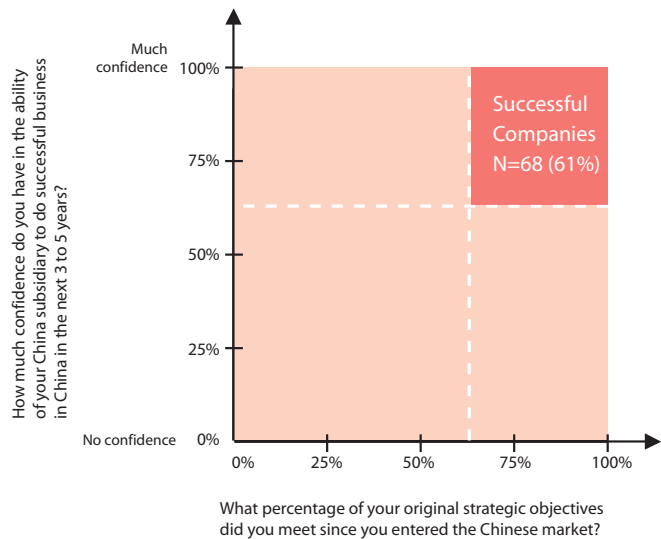 How much confidence do you have in the ability
of your China subsidiary to do successful business
in China in the next 3 to 5 years?
Much
confidence
100%
75%
50%
25%
No confidence
0%
Successful
Companies
N=68 (61%)
0%
25%
50%
75%
100%
What percentage of your original strategic objectives
did you meet since you entered the Chinese market?